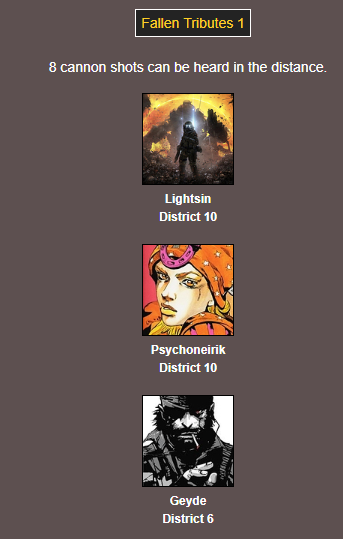 Fallen Tributes 1
8 cannon shots can be heard in the distance.
Lightsin
District 10
Psychoneirik
District 10
Geyde
District 6